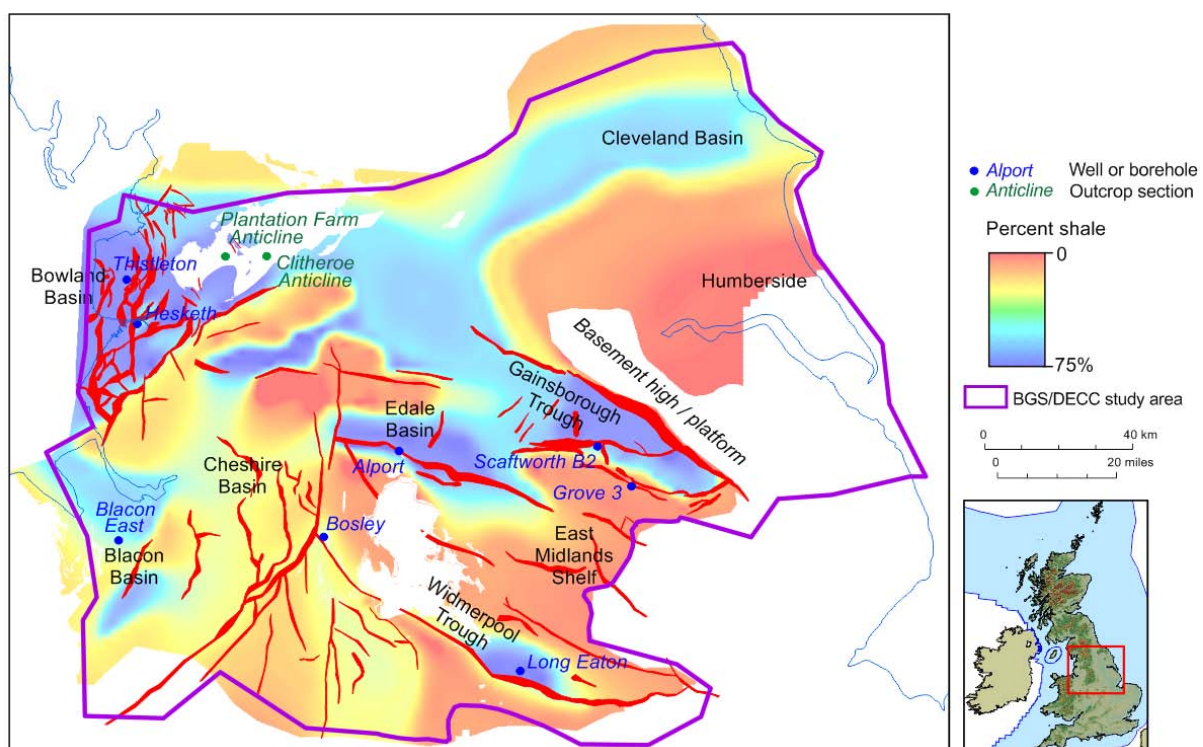 Cleveland Basin
Plantation Farm
Anticline
Clitheroe
Anticline
Thistleton
Bowland
Basin
Hesketh
Humberside
Basement high / platform
Gainsborough
Trough
Edale
Basin
Alport
Scaftworth B2
Grove 3
Cheshire
Basin
Blacon
East
Blacon
Basin
Bosley
East
Midlands
Shelf
Widmerpool
Trough
Long Eaton
Alport Well or borehole
Anticline Outcrop section
Percent shale
0
75%
BGS/DECC study area
0 40 km
0 20 miles